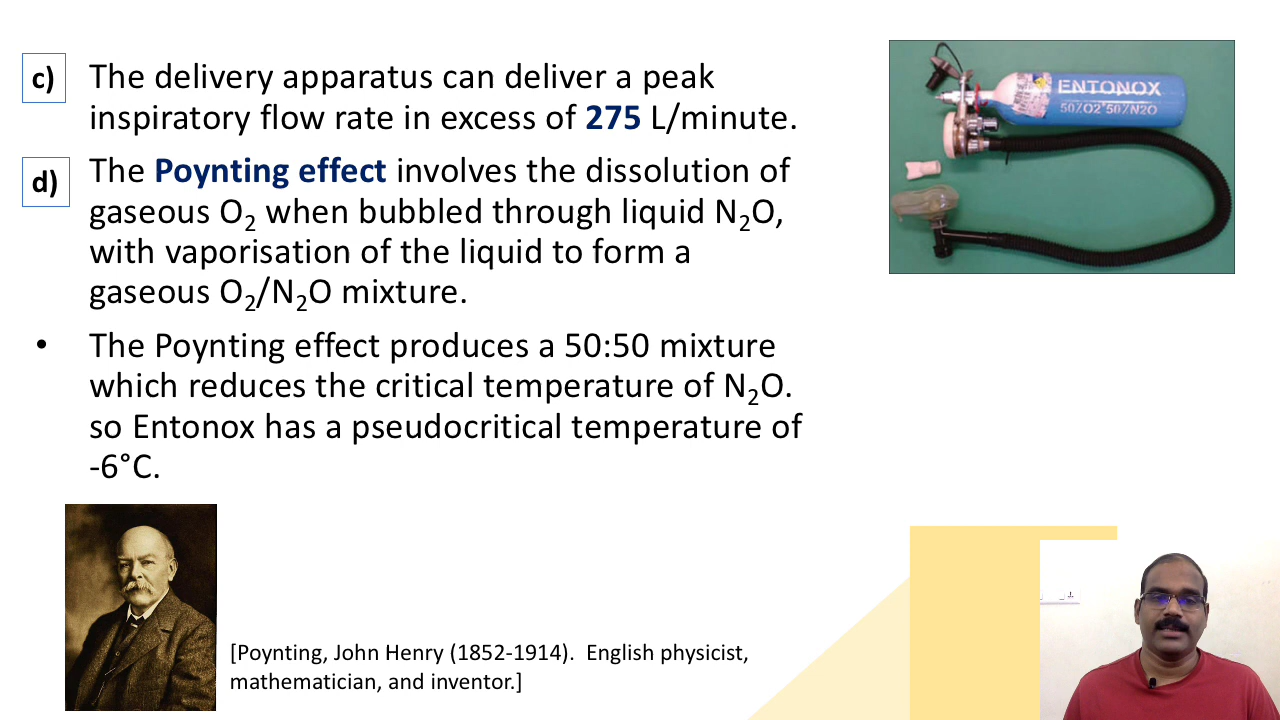 c) The delivery apparatus can deliver a peak
inspiratory flow rate in excess of 275 L/minute.
d) The Poynting effect involves the dissolution of
gaseous O₂ when bubbled through liquid N₂O,
with vaporisation of the liquid to form a
gaseous O₂/N₂O mixture.
• The Poynting effect produces a 50:50 mixture
which reduces the critical temperature of N₂O.
so Entonox has a pseudocritical temperature of
-6°C.
ENTONOX
50%O2 50%N2O
[Poynting, John Henry (1852-1914). English physicist,
mathematician, and inventor.]